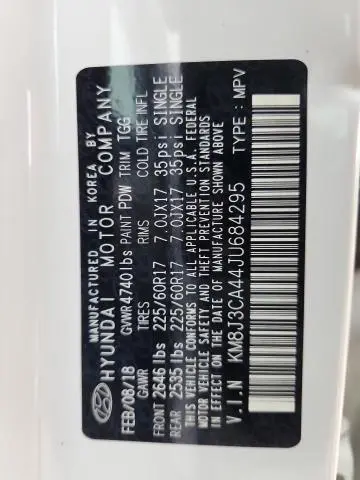 MANUFACTURED IN KOREA BY
HYUNDAI MOTOR COMPANY
FEB/08/18 GVWR 4740 lbs PAINT PDW TRIM TGG
GAWR TIRES RIMS COLD TIRE INFL
FRONT 2646 lbs 225/60R17 7.0JX17 35psi SINGLE
REAR 2535 lbs 225/60R17 7.0JX17 35psi SINGLE
THIS VEHICLE CONFORMS TO ALL APPLICABLE U.S.A. FEDERAL
MOTOR VEHICLE SAFETY AND THEFT PREVENTION STANDARDS
IN EFFECT ON THE DATE OF MANUFACTURE SHOWN ABOVE
V.I.N KM8J3CA44JU684295 TYPE: MPV